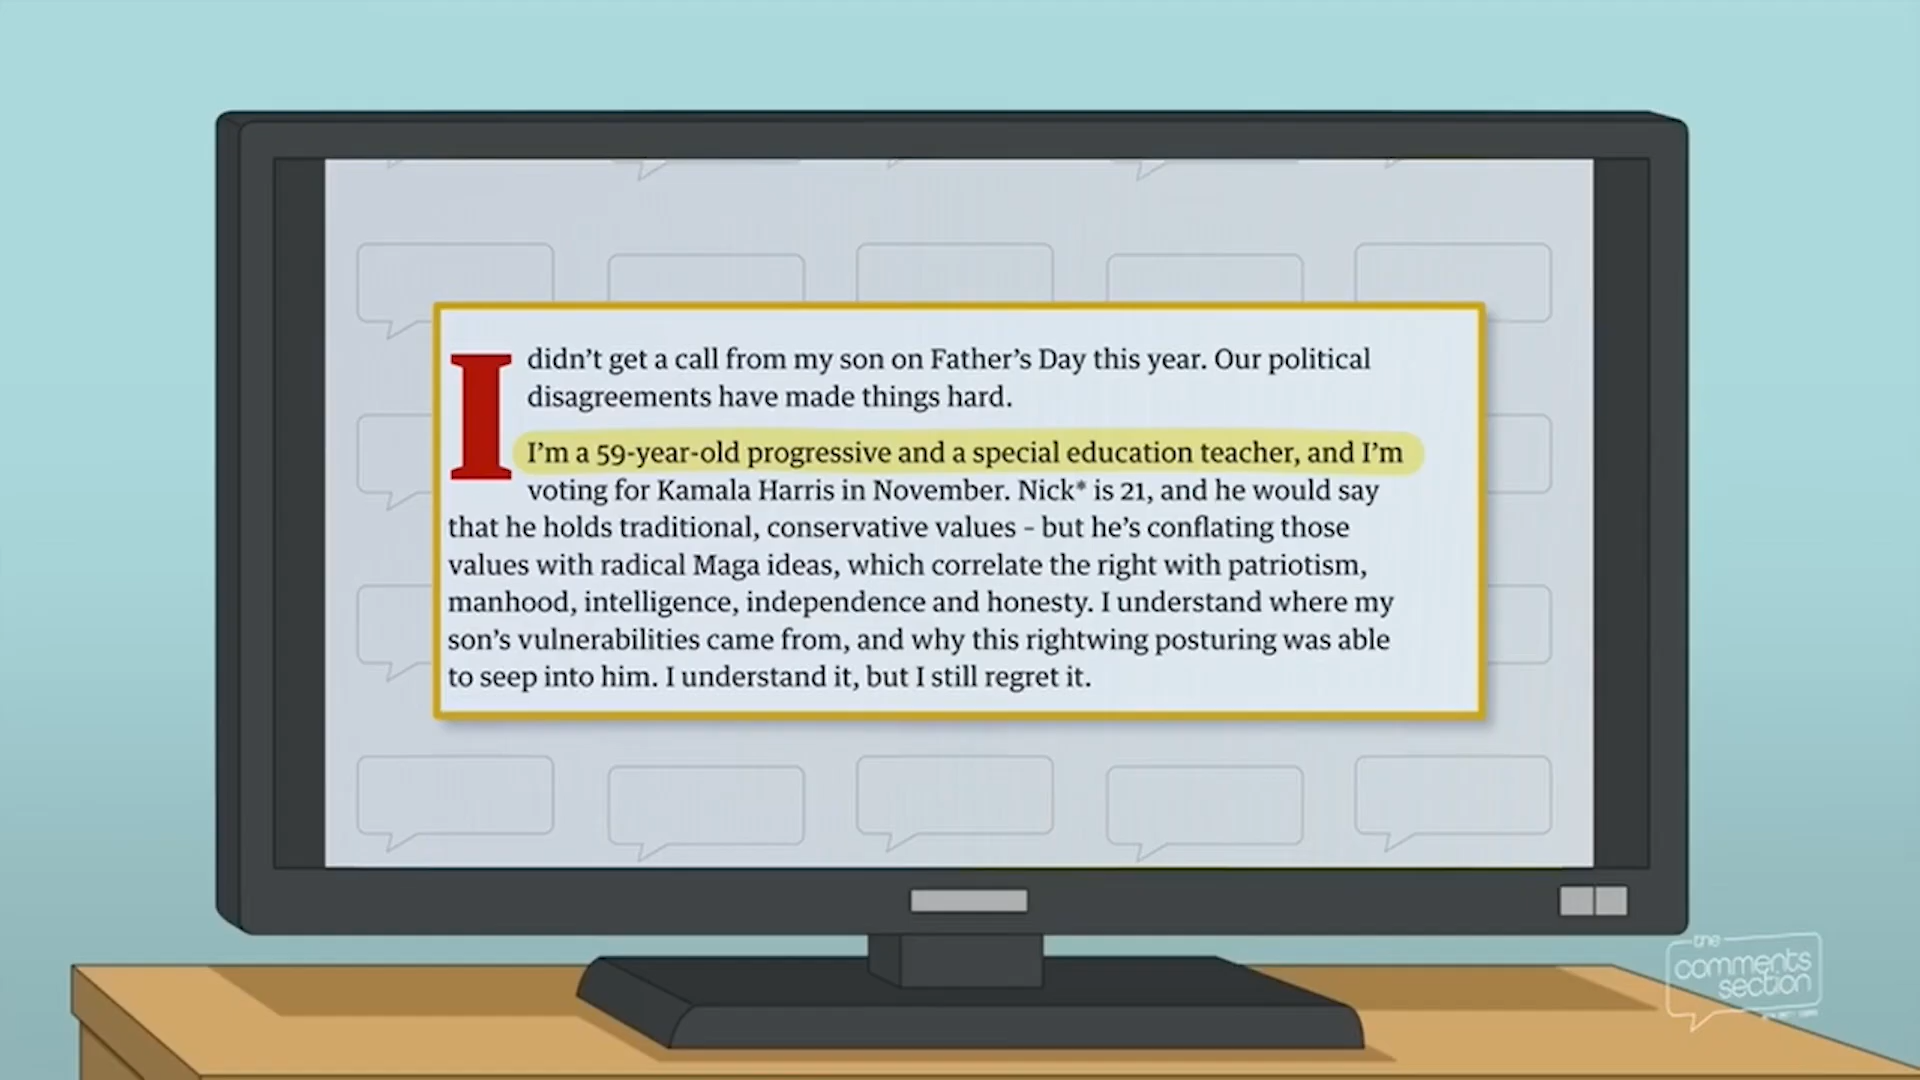 I didn’t get a call from my son on Father’s Day this year. Our political
disagreements have made things hard.
I’m a 59-year-old progressive and a special education teacher, and I’m
voting for Kamala Harris in November. Nick* is 21, and he would say
that he holds traditional, conservative values – but he’s conflating those
values with radical Maga ideas, which correlate the right with patriotism,
manhood, intelligence, independence and honesty. I understand where my
son’s vulnerabilities came from, and why this rightwing posturing was able
to seep into him. I understand it, but I still regret it.
the
comments
section